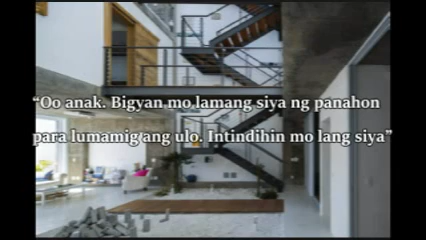 “Oo anak. Bigyan mo lamang siya ng panahon
para lumamig ang ulo. Intindihin mo lang siya”